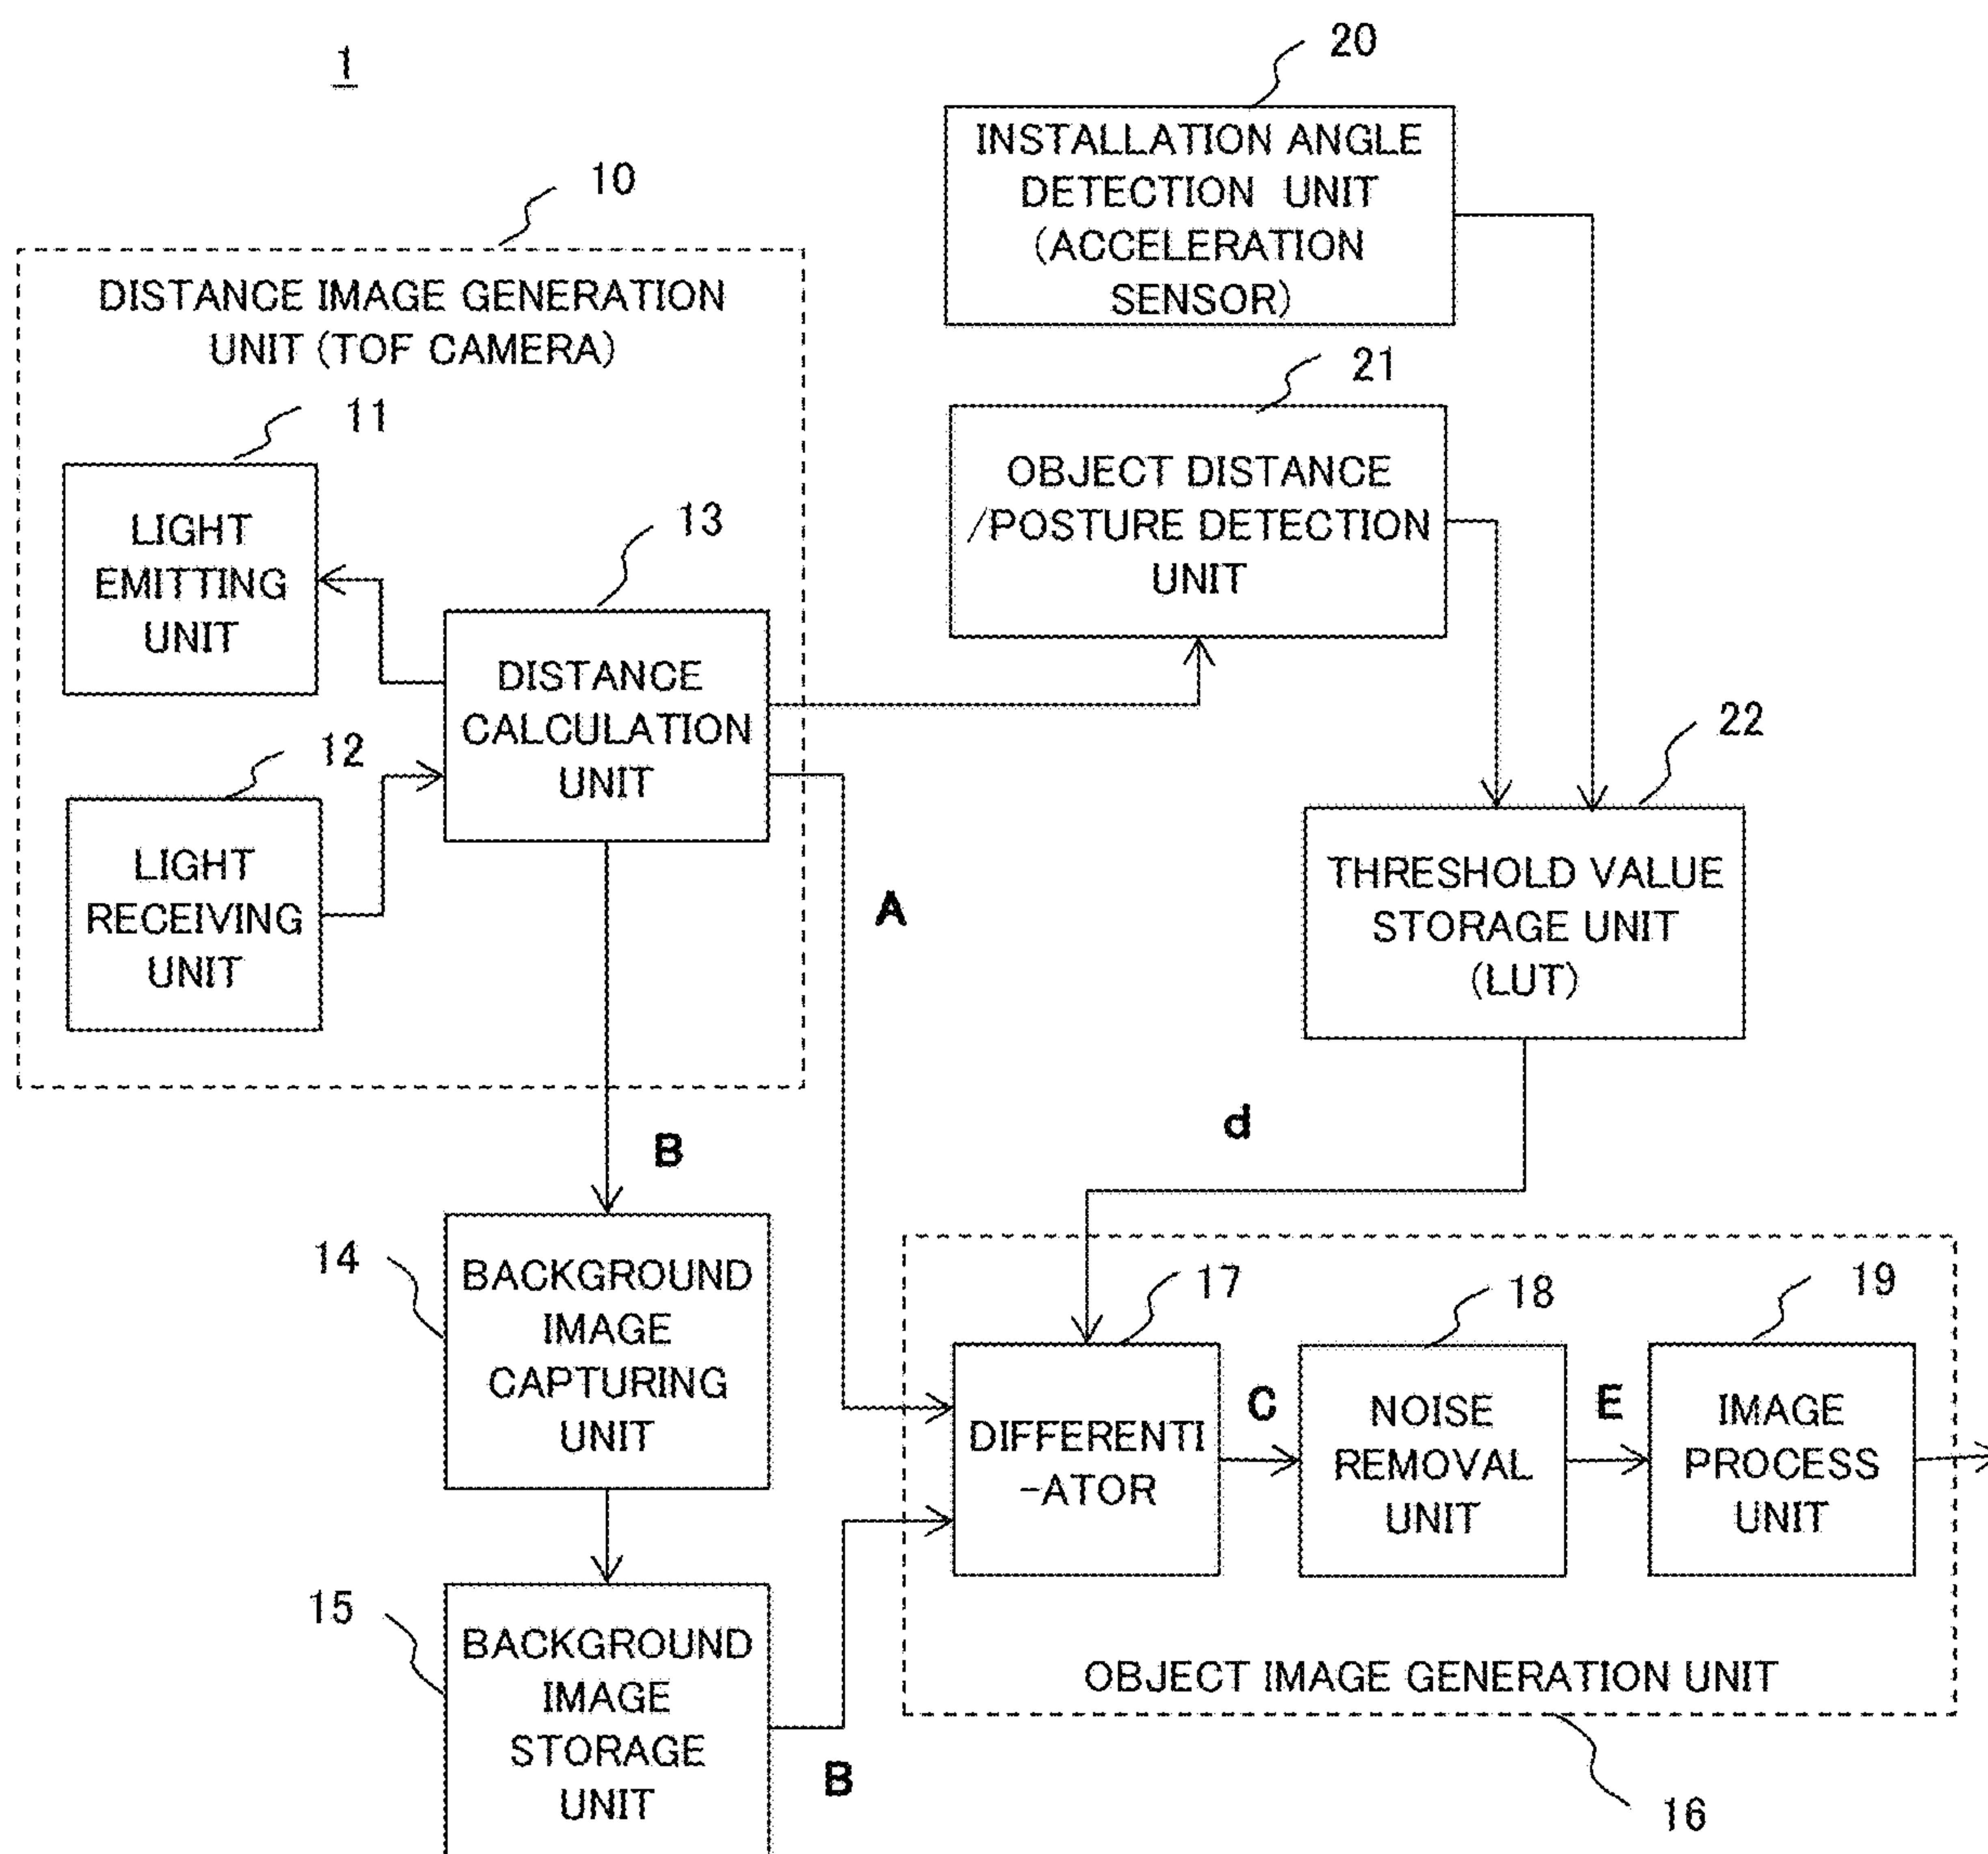 1
20
INSTALLATION ANGLE
DETECTION UNIT
(ACCELERATION
SENSOR)
10
DISTANCE IMAGE GENERATION
UNIT (TOF CAMERA)
11
LIGHT
EMITTING
UNIT
13
DISTANCE
CALCULATION
UNIT
12
LIGHT
RECEIVING
UNIT
21
OBJECT DISTANCE
/POSTURE DETECTION
UNIT
22
THRESHOLD VALUE
STORAGE UNIT
(LUT)
A
B
d
14
BACKGROUND
IMAGE
CAPTURING
UNIT
15
BACKGROUND
IMAGE
STORAGE
UNIT
B
17
DIFFERENTI
-ATOR
C
18
NOISE
REMOVAL
UNIT
E
19
IMAGE
PROCESS
UNIT
OBJECT IMAGE GENERATION UNIT
16